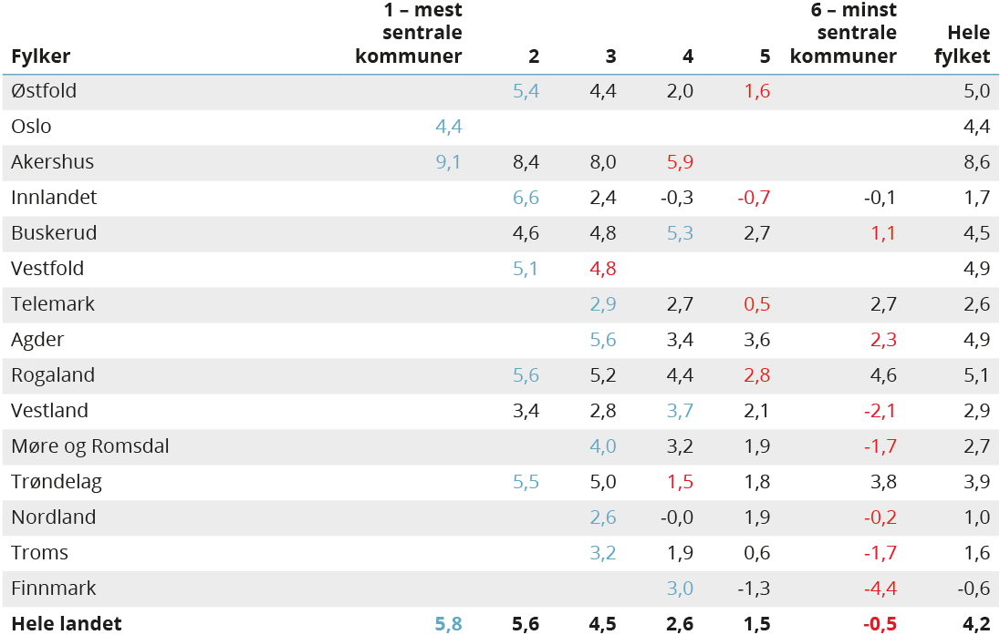 1 – mest sentrale kommuner 6 – minst sentrale kommuner Hele fylket
Fylker 2 3 4 5
Østfold 5,4 4,4 2,0 1,6 5,0
Oslo 4,4 4,4
Akershus 9,1 8,4 8,0 5,9 8,6
Innlandet 6,6 2,4 -0,3 -0,7 -0,1 1,7
Buskerud 4,6 4,8 5,3 2,7 1,1 4,5
Vestfold 5,1 4,8 4,9
Telemark 2,9 2,7 0,5 2,7 2,6
Agder 5,6 3,4 3,6 2,3 4,9
Rogaland 5,6 5,2 4,4 2,8 4,6 5,1
Vestland 3,4 2,8 3,7 2,1 -2,1 2,9
Møre og Romsdal 4,0 3,2 1,9 -1,7 2,7
Trøndelag 5,5 5,0 1,5 1,8 3,8 3,9
Nordland 2,6 -0,0 1,9 -0,2 1,0
Troms 3,2 1,9 0,6 -1,7 1,6
Finnmark 3,0 -1,3 -4,4 -0,6
Hele landet 5,8 5,6 4,5 2,6 1,5 -0,5 4,2